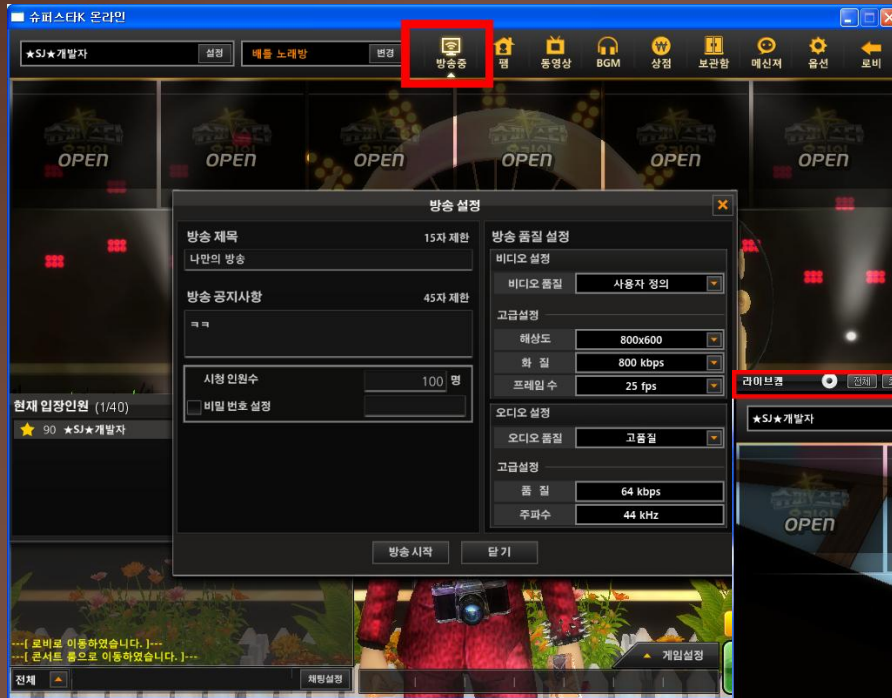 슈퍼스타K 온라인
★SJ★개발자
설정
배틀 노래방
변경
방송중
팸
동영상
BGM
상점
보관함
메신져
옵션
로비
OPEN
OPEN
OPEN
OPEN
OPEN
OPEN
방송 설정
방송 제목
15자 제한
나만의 방송
방송 공지사항
45자 제한
ㅋㅋ
시청 인원수
100 명
비밀 번호 설정
방송 품질 설정
비디오 설정
비디오 품질
사용자 정의
고급설정
해상도
800x600
화 질
800 kbps
프레임 수
25 fps
오디오 설정
오디오 품질
고품질
고급설정
품 질
64 kbps
주파수
44 kHz
방송 시작
닫 기
라이브캠
전체
★SJ★개발자
OPEN
현재 입장인원 (1/40)
90 ★SJ★개발자
---[ 로비로 이동하였습니다. ]---
---[ 콘서트 룸으로 이동하였습니다. ]---
전체
채팅설정
게임설정